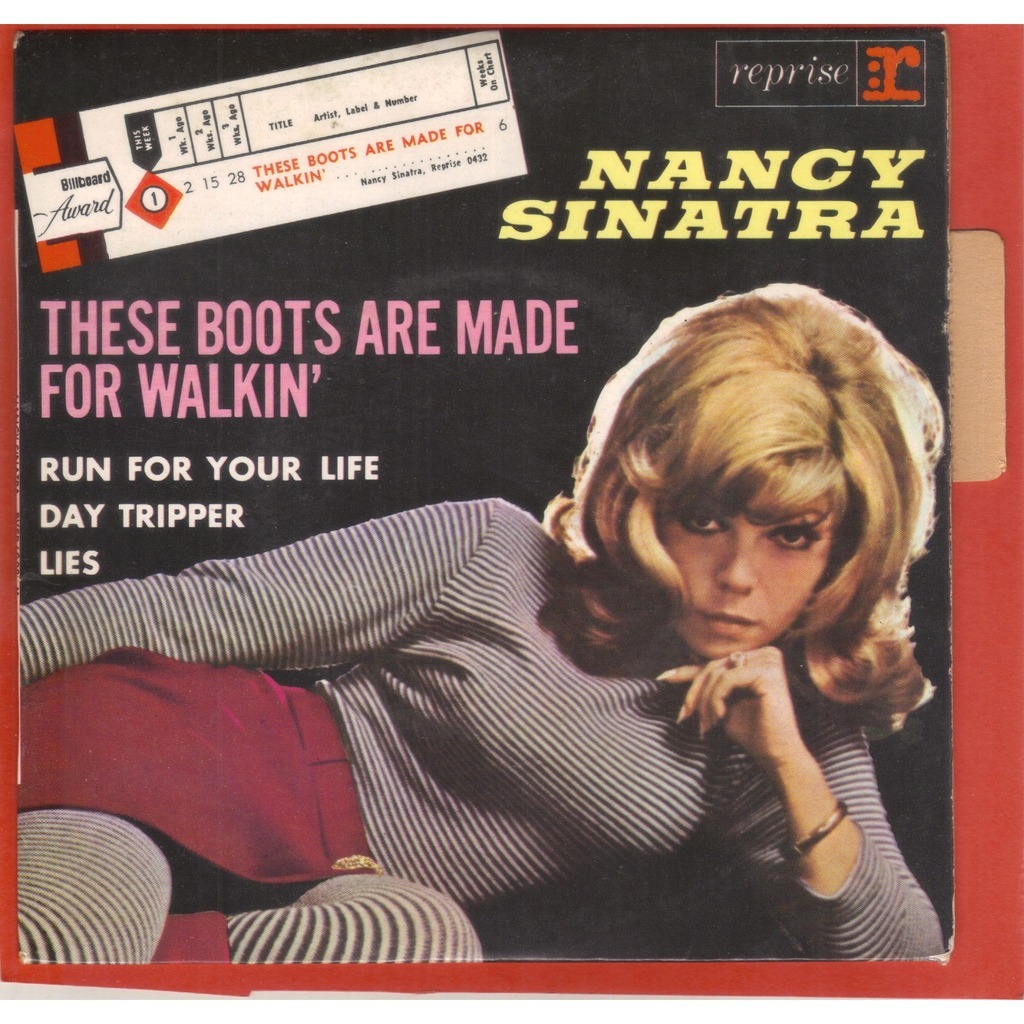 reprise r
THIS WEEK
1 Wk. Ago
2 Wks. Ago
3 Wks. Ago
TITLE Artist, Label & Number
Weeks On Chart
Billboard
Award
1 2 15 28 THESE BOOTS ARE MADE FOR 6
WALKIN' . . . . . . . . . . . . . . .
Nancy Sinatra, Reprise 0432
NANCY
SINATRA
THESE BOOTS ARE MADE
FOR WALKIN'
RUN FOR YOUR LIFE
DAY TRIPPER
LIES